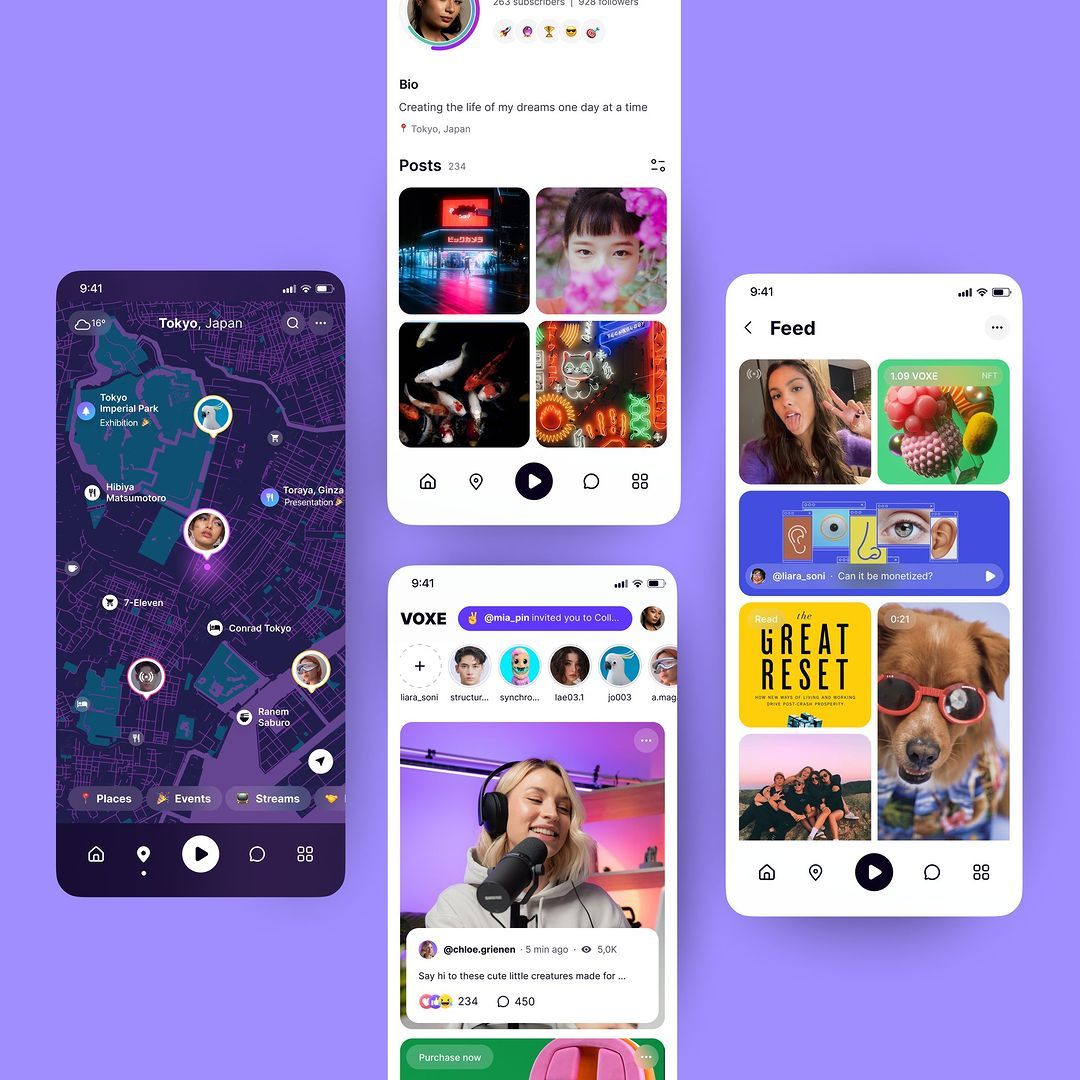 263 subscribers | 928 followers
Bio
Creating the life of my dreams one day at a time
Tokyo, Japan
Posts 234
ビックカメラ
TECHNOLOGY
9:41
16°
Tokyo, Japan
Tokyo
Imperial Park
Exhibition
Hibiya
Matsumotoro
Toraya, Ginza
Presentation
7-Eleven
Conrad Tokyo
Ranem
Saburo
Places
Events
Streams
9:41
VOXE
@mia_pin invited you to Coll...
liara_soni
structur...
synchro...
lae03.1
jo003
a.mag
@chloe.grienen · 5 min ago · 5,0K
Say hi to these cute little creatures made for ...
234
450
Purchase now
9:41
Feed
1.09 VOXE
NFT
@liara_soni · Can it be monetized?
Read
the
GREAT
RESET
HOW NEW WAYS OF LIVING AND WORKING
DRIVE POST-CRASH PROSPERITY
0:21